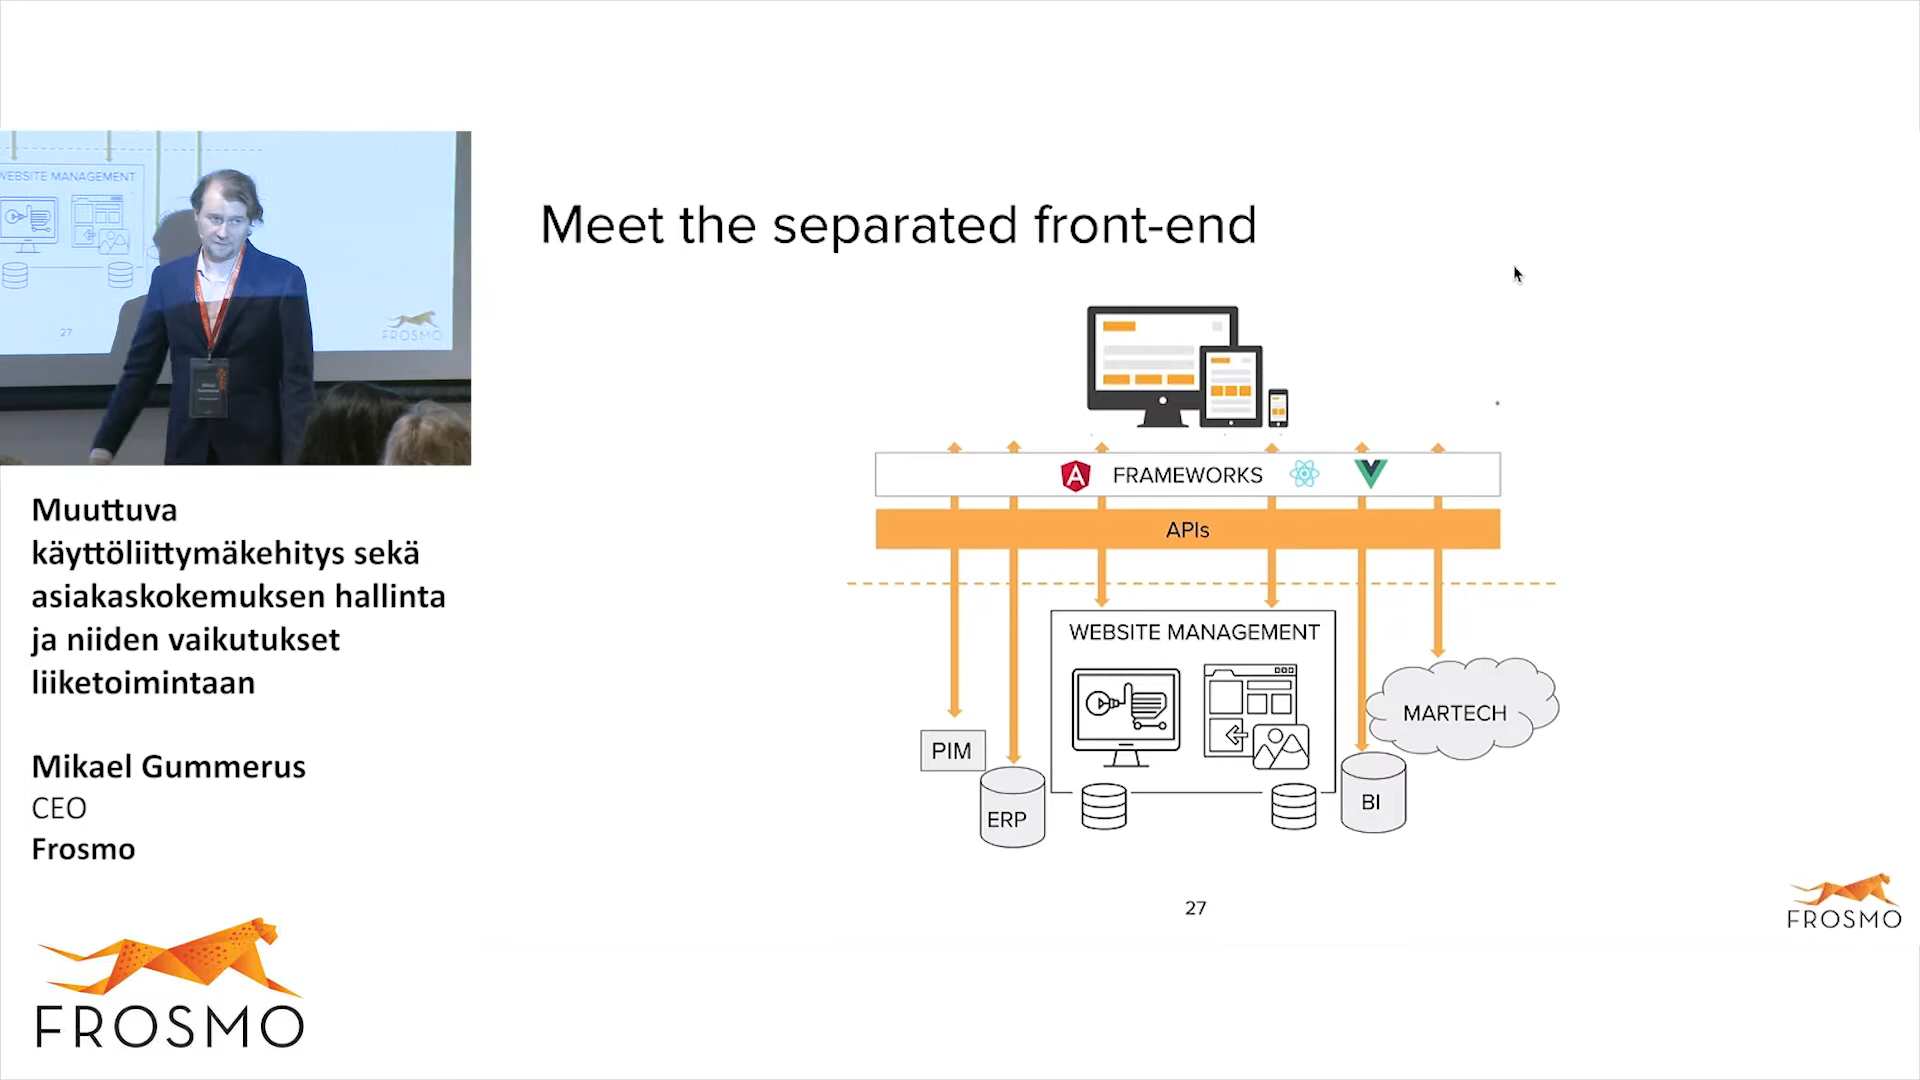 WEBSITE MANAGEMENT
27
FROSMO
Muuttuva
käyttöliittymäkehitys sekä
asiakaskokemuksen hallinta
ja niiden vaikutukset
liiketoimintaan
Mikael Gummerus
CEO
Frosmo
FROSMO
Meet the separated front-end
FRAMEWORKS
APIs
WEBSITE MANAGEMENT
MARTECH
PIM
ERP
BI
27
FROSMO